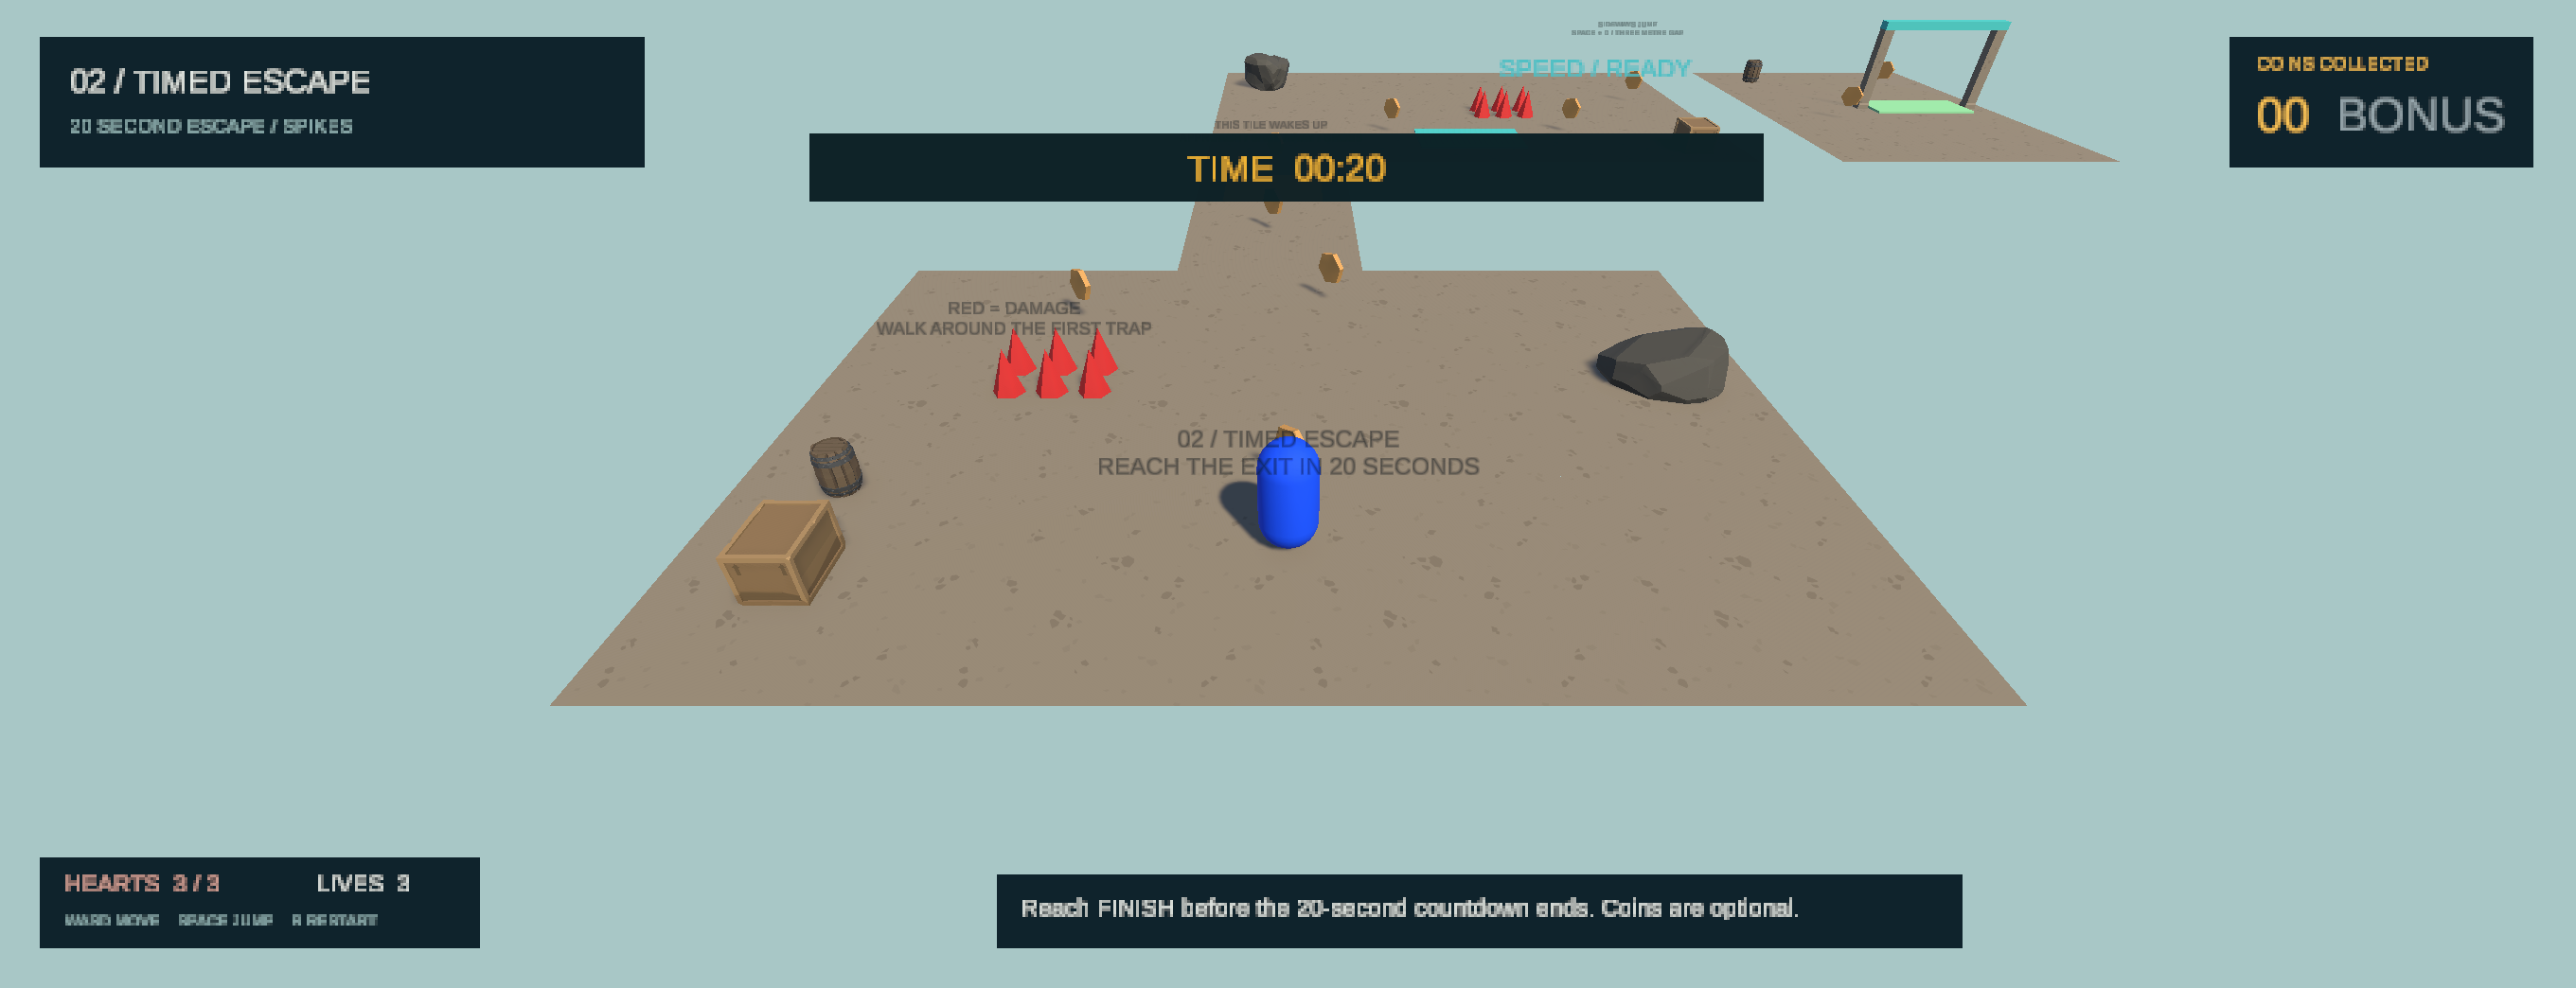 02 / TIMED ESCAPE
20 SECOND ESCAPE / SPIKES
COINS COLLECTED
00 BONUS
SPEED / READY
THIS TILE WAKES UP
TIME 00:20
RED = DAMAGE
WALK AROUND THE FIRST TRAP
02 / TIMED ESCAPE
REACH THE EXIT IN 20 SECONDS
HEARTS 3 / 3 LIVES 3
WASD MOVE SPACE JUMP R RESTART
Reach FINISH before the 20-second countdown ends. Coins are optional.